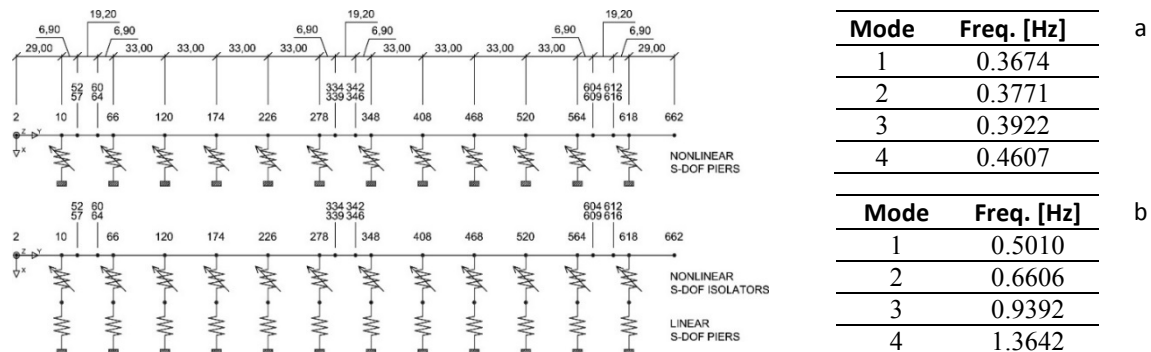 19,20 19,20 19,20
6,90 6,90 6,90 6,90 6,90 6,90
29,00 33,00 33,00 33,00 33,00 33,00 33,00 33,00 33,00 29,00
52 60 334 342 604 612
57 64 339 346 609 616
2 10 66 120 174 226 278 348 408 468 520 564 618 662
Z Y
X
NONLINEAR
S-DOF PIERS
52 60 334 342 604 612
57 64 339 346 609 616
2 10 66 120 174 226 278 348 408 468 520 564 618 662
Z Y
X
NONLINEAR
S-DOF ISOLATORS
LINEAR
S-DOF PIERS
Mode Freq. [Hz] a
1 0.3674
2 0.3771
3 0.3922
4 0.4607
Mode Freq. [Hz] b
1 0.5010
2 0.6606
3 0.9392
4 1.3642